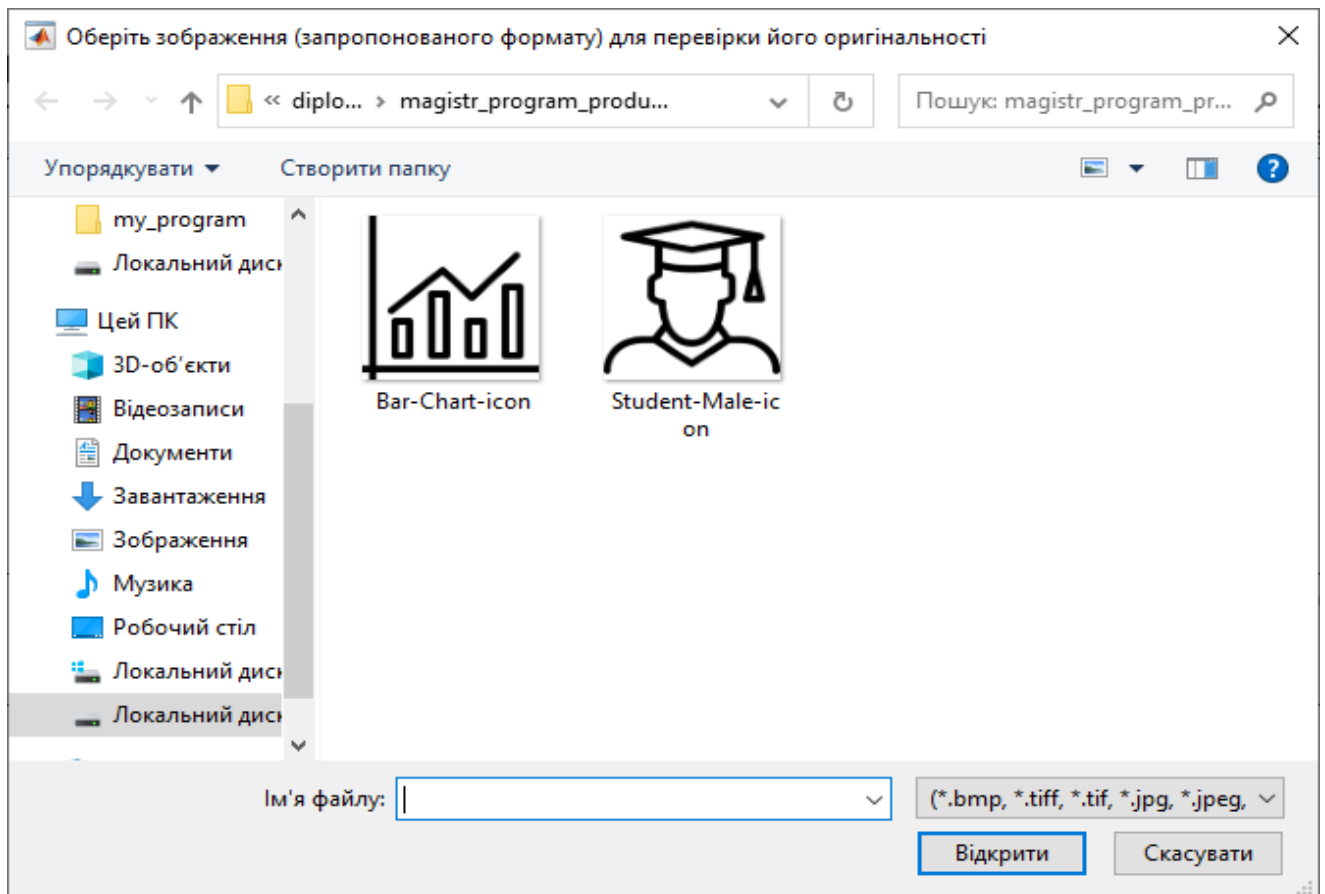 Оберіть зображення (запропонованого формату) для перевірки його оригінальності
« diplo... › magistr_program_produ...
Пошук: magistr_program_pr...
Упорядкувати
Створити папку
my_program
Локальний диск
Цей ПК
3D-об'єкти
Відеозаписи
Документи
Завантаження
Зображення
Музика
Робочий стіл
Локальний диск
Локальний диск
Bar-Chart-icon
Student-Male-ic
on
Ім'я файлу:
(*.bmp, *.tiff, *.tif, *.jpg, *.jpeg,
Відкрити
Скасувати